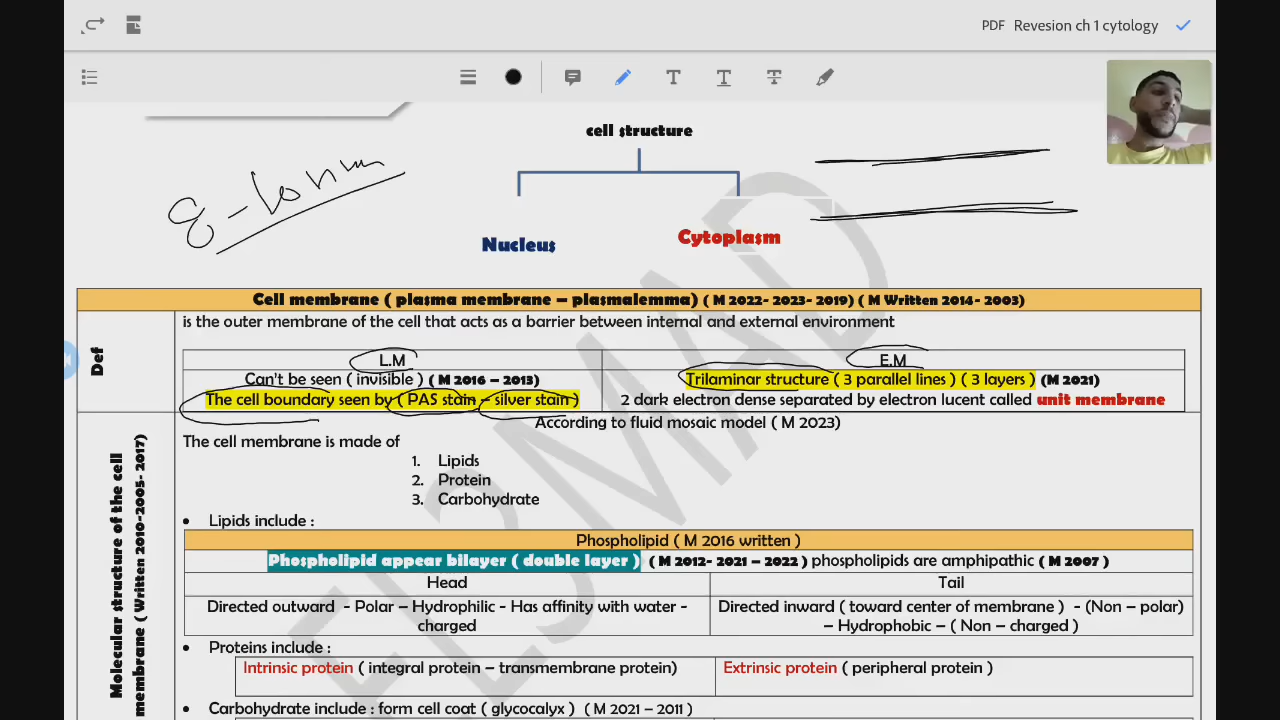 PDF Revesion ch 1 cytology
cell structure
8-10 nm
Nucleus
Cytoplasm
Cell membrane ( plasma membrane – plasmalemma) ( M 2022- 2023- 2019) ( M Written 2014- 2003)
Def
is the outer membrane of the cell that acts as a barrier between internal and external environment
L.M
E.M
Can't be seen ( invisible ) ( M 2016 – 2013)
Trilaminar structure ( 3 parallel lines ) ( 3 layers ) (M 2021)
The cell boundary seen by ( PAS stain – silver stain )
2 dark electron dense separated by electron lucent called unit membrane
Molecular structure of the cell
membrane ( Written 2010-2005- 2017)
According to fluid mosaic model ( M 2023)
The cell membrane is made of
1. Lipids
2. Protein
3. Carbohydrate
• Lipids include :
Phospholipid ( M 2016 written )
Phospholipid appear bilayer ( double layer ) ( M 2012- 2021 – 2022 ) phospholipids are amphipathic ( M 2007 )
Head
Tail
Directed outward - Polar – Hydrophilic - Has affinity with water -
charged
Directed inward ( toward center of membrane ) - (Non – polar)
– Hydrophobic – ( Non – charged )
• Proteins include :
Intrinsic protein ( integral protein – transmembrane protein)
Extrinsic protein ( peripheral protein )
• Carbohydrate include : form cell coat ( glycocalyx ) ( M 2021 – 2011 )